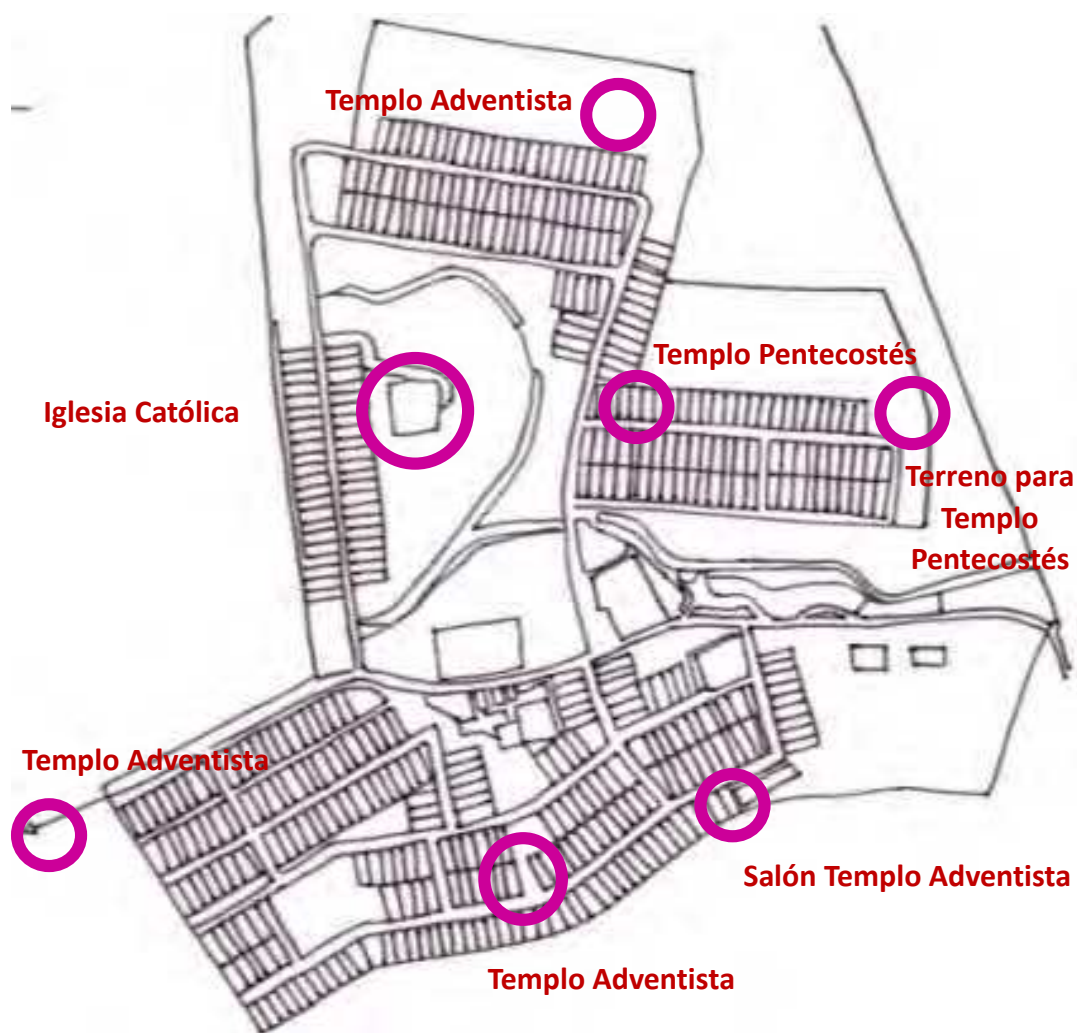 Templo Adventista
Templo Pentecostés
Iglesia Católica
Terreno para
Templo
Pentecostés
Templo Adventista
Salón Templo Adventista
Templo Adventista